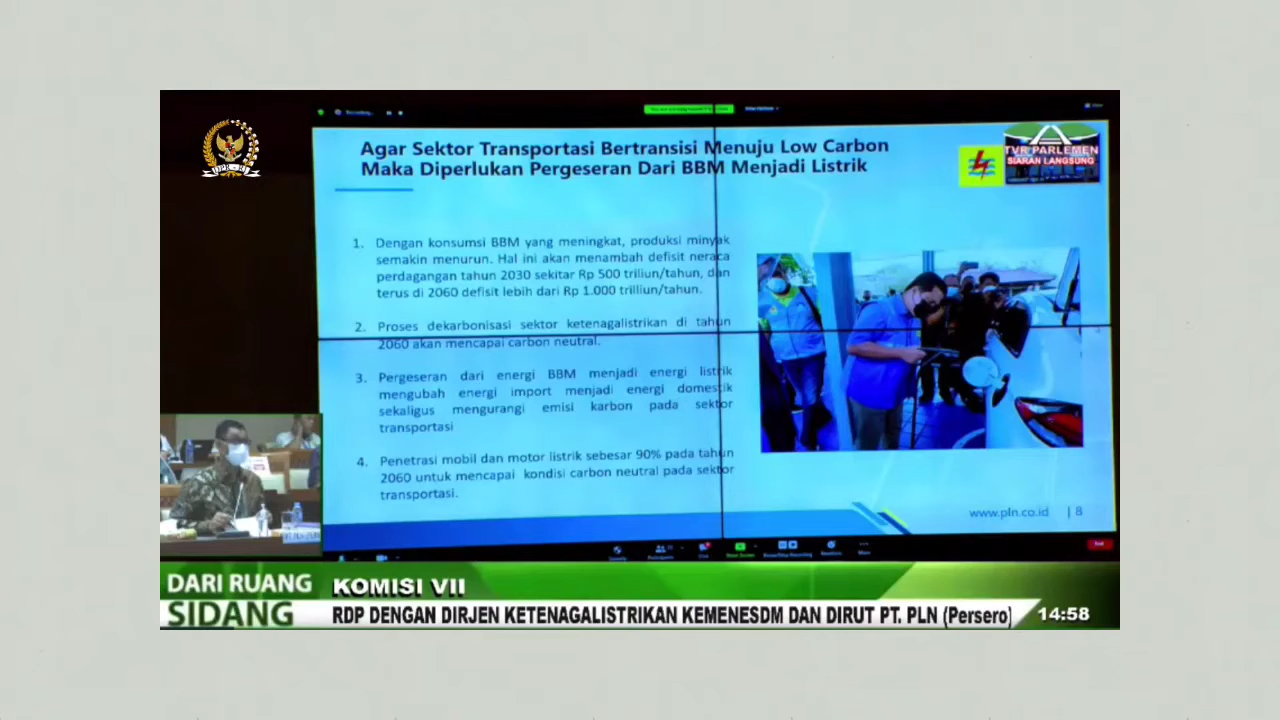 DPR - RI
Agar Sektor Transportasi Bertransisi Menuju Low Carbon
Maka Diperlukan Pergeseran Dari BBM Menjadi Listrik
TVR PARLEMEN
SIARAN LANGSUNG
1. Dengan konsumsi BBM yang meningkat, produksi minyak
semakin menurun. Hal ini akan menambah defisit neraca
perdagangan tahun 2030 sekitar Rp 500 triliun/tahun, dan
terus di 2060 defisit lebih dari Rp 1.000 trilliun/tahun.
2. Proses dekarbonisasi sektor ketenagalistrikan di tahun
2060 akan mencapai carbon neutral.
3. Pergeseran dari energi BBM menjadi energi listrik
mengubah energi import menjadi energi domestik
sekaligus mengurangi emisi karbon pada sektor
transportasi
4. Penetrasi mobil dan motor listrik sebesar 90% pada tahun
2060 untuk mencapai kondisi carbon neutral pada sektor
transportasi.
www.pln.co.id | 8
DARI RUANG
SIDANG
KOMISI VII
RDP DENGAN DIRJEN KETENAGALISTRIKAN KEMENESDM DAN DIRUT PT. PLN (Persero)
14:58